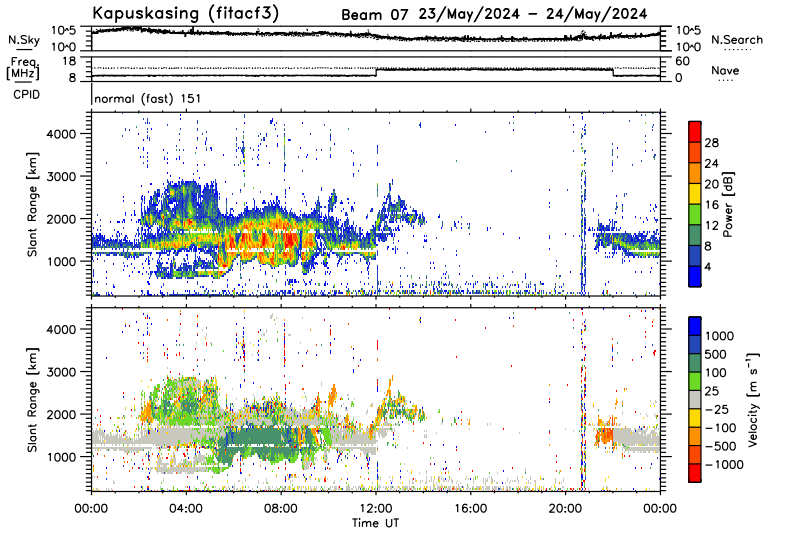 Kapuskasing (fitacf3) Beam 07 23/May/2024 − 24/May/2024
N.Sky 10^5 10^0 10^5 10^0 N.Search
Freq. [MHz] 18 8 60 0 Nave
CPID normal (fast) 151
Slant Range [km]
4000
3000
2000
1000
28
24
20
16
12
8
4
Power [dB]
Slant Range [km]
4000
3000
2000
1000
1000
500
100
25
−25
−100
−500
−1000
Velocity [m s⁻¹]
00:00 04:00 08:00 12:00 16:00 20:00 00:00
Time UT